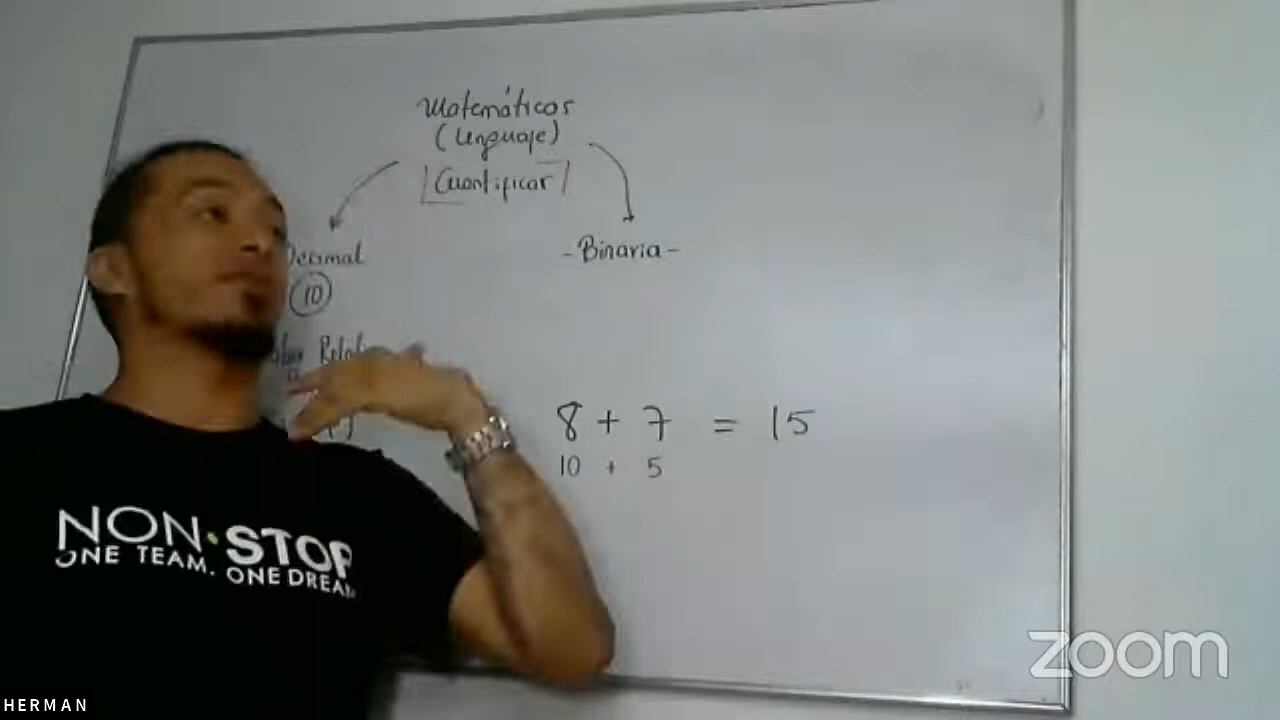 Matemáticas
(Lenguaje)
Cuantificar
Decimal
-Binaria-
10
8 + 7 = 15
10 + 5
NON•STOP
ONE TEAM. ONE DREAM
HERMAN
zoom